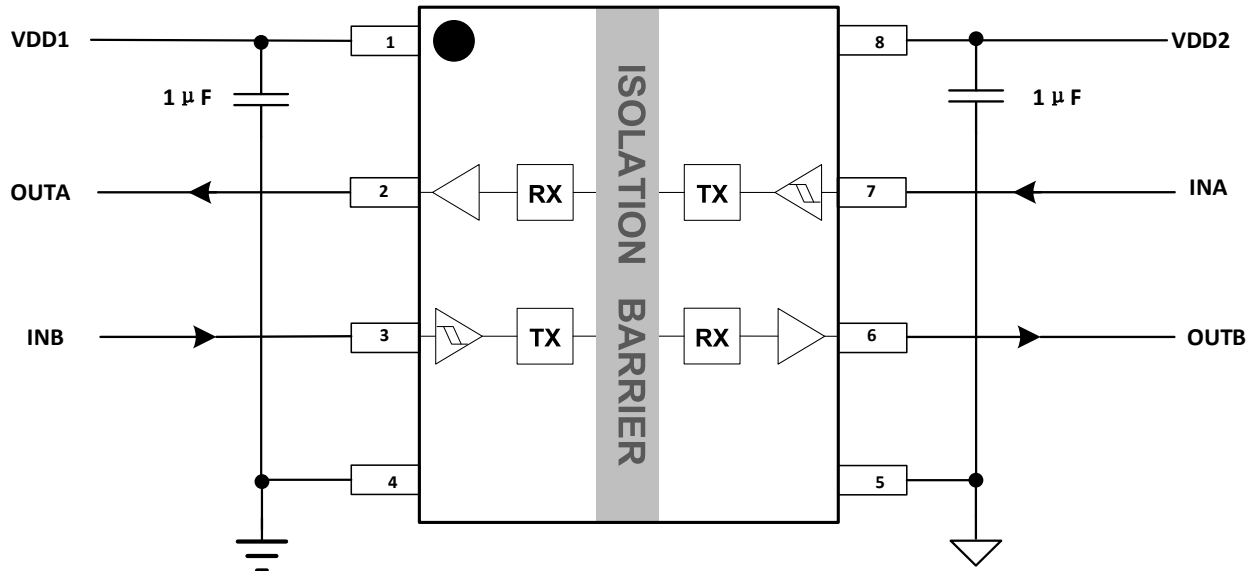 VDD1
1
8
VDD2
1 μ F
1 μ F
OUTA
2
RX
TX
7
INA
INB
3
TX
RX
6
OUTB
4
5
ISOLATION BARRIER